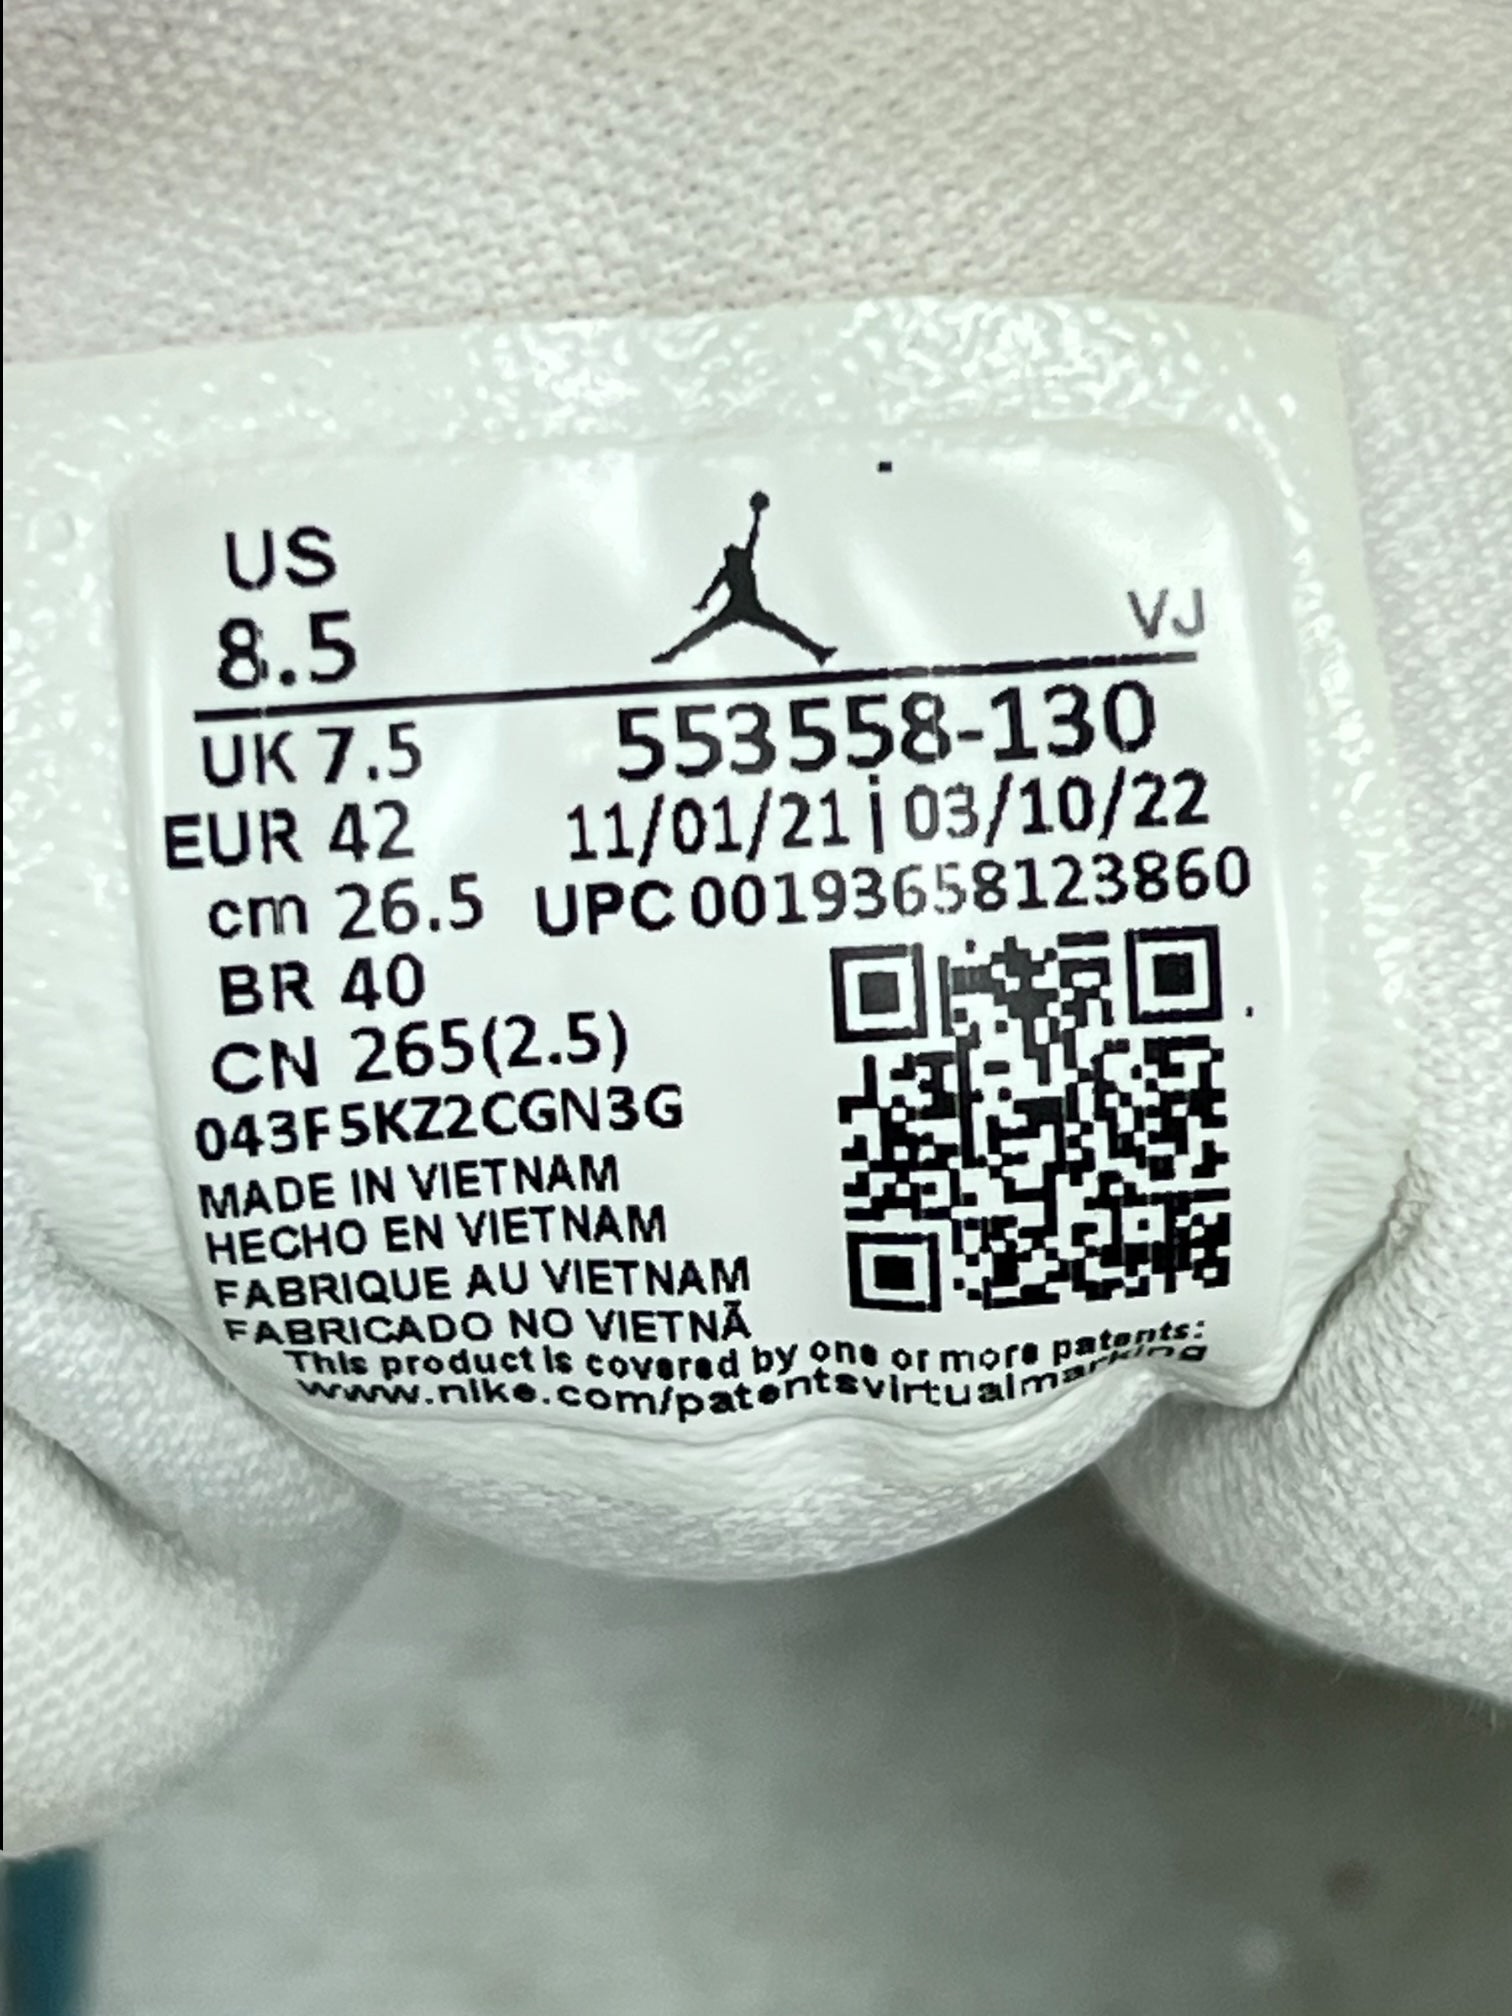 US
8.5
VJ
UK 7.5
553558-130
EUR 42
11/01/21 | 03/10/22
cm 26.5
UPC 00193658123860
BR 40
CN 265(2.5)
043F5KZ2CGN3G
MADE IN VIETNAM
HECHO EN VIETNAM
FABRIQUE AU VIETNAM
FABRICADO NO VIETNÃ
This product is covered by one or more patents:
www.nike.com/patentsvirtualmarking